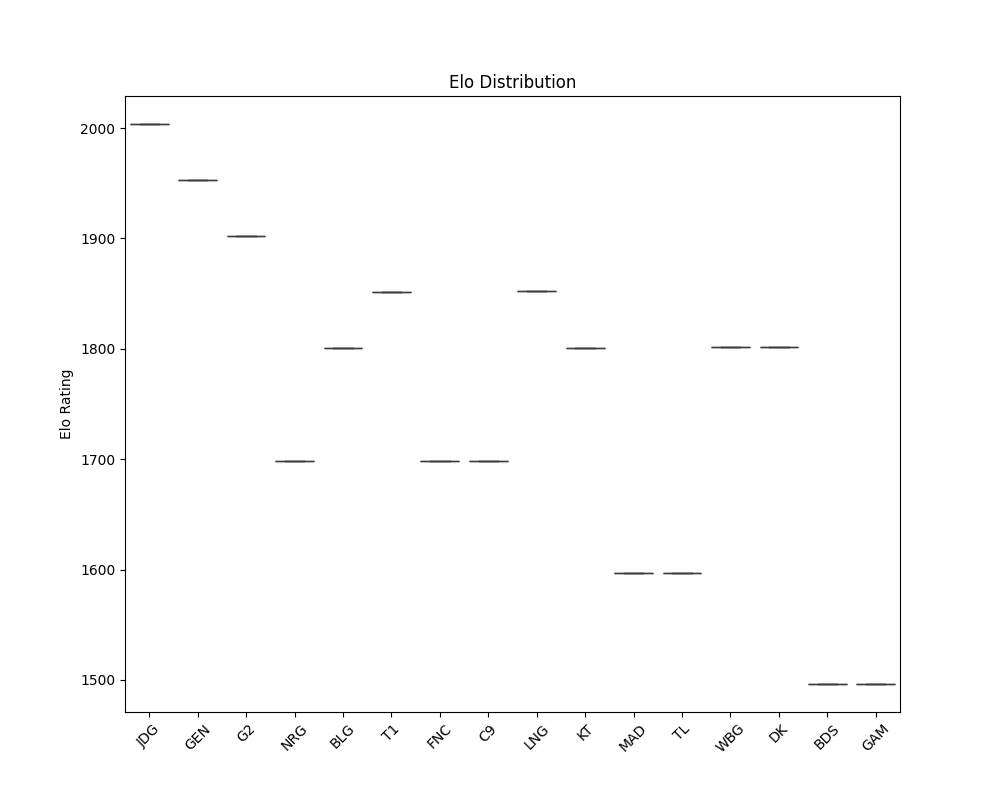 Elo Distribution
2000
1900
1800
1700
1600
1500
Elo Rating
JDG GEN G2 NRG BLG T1 FNC C9 LNG KT MAD TL WBG DK BDS GAM